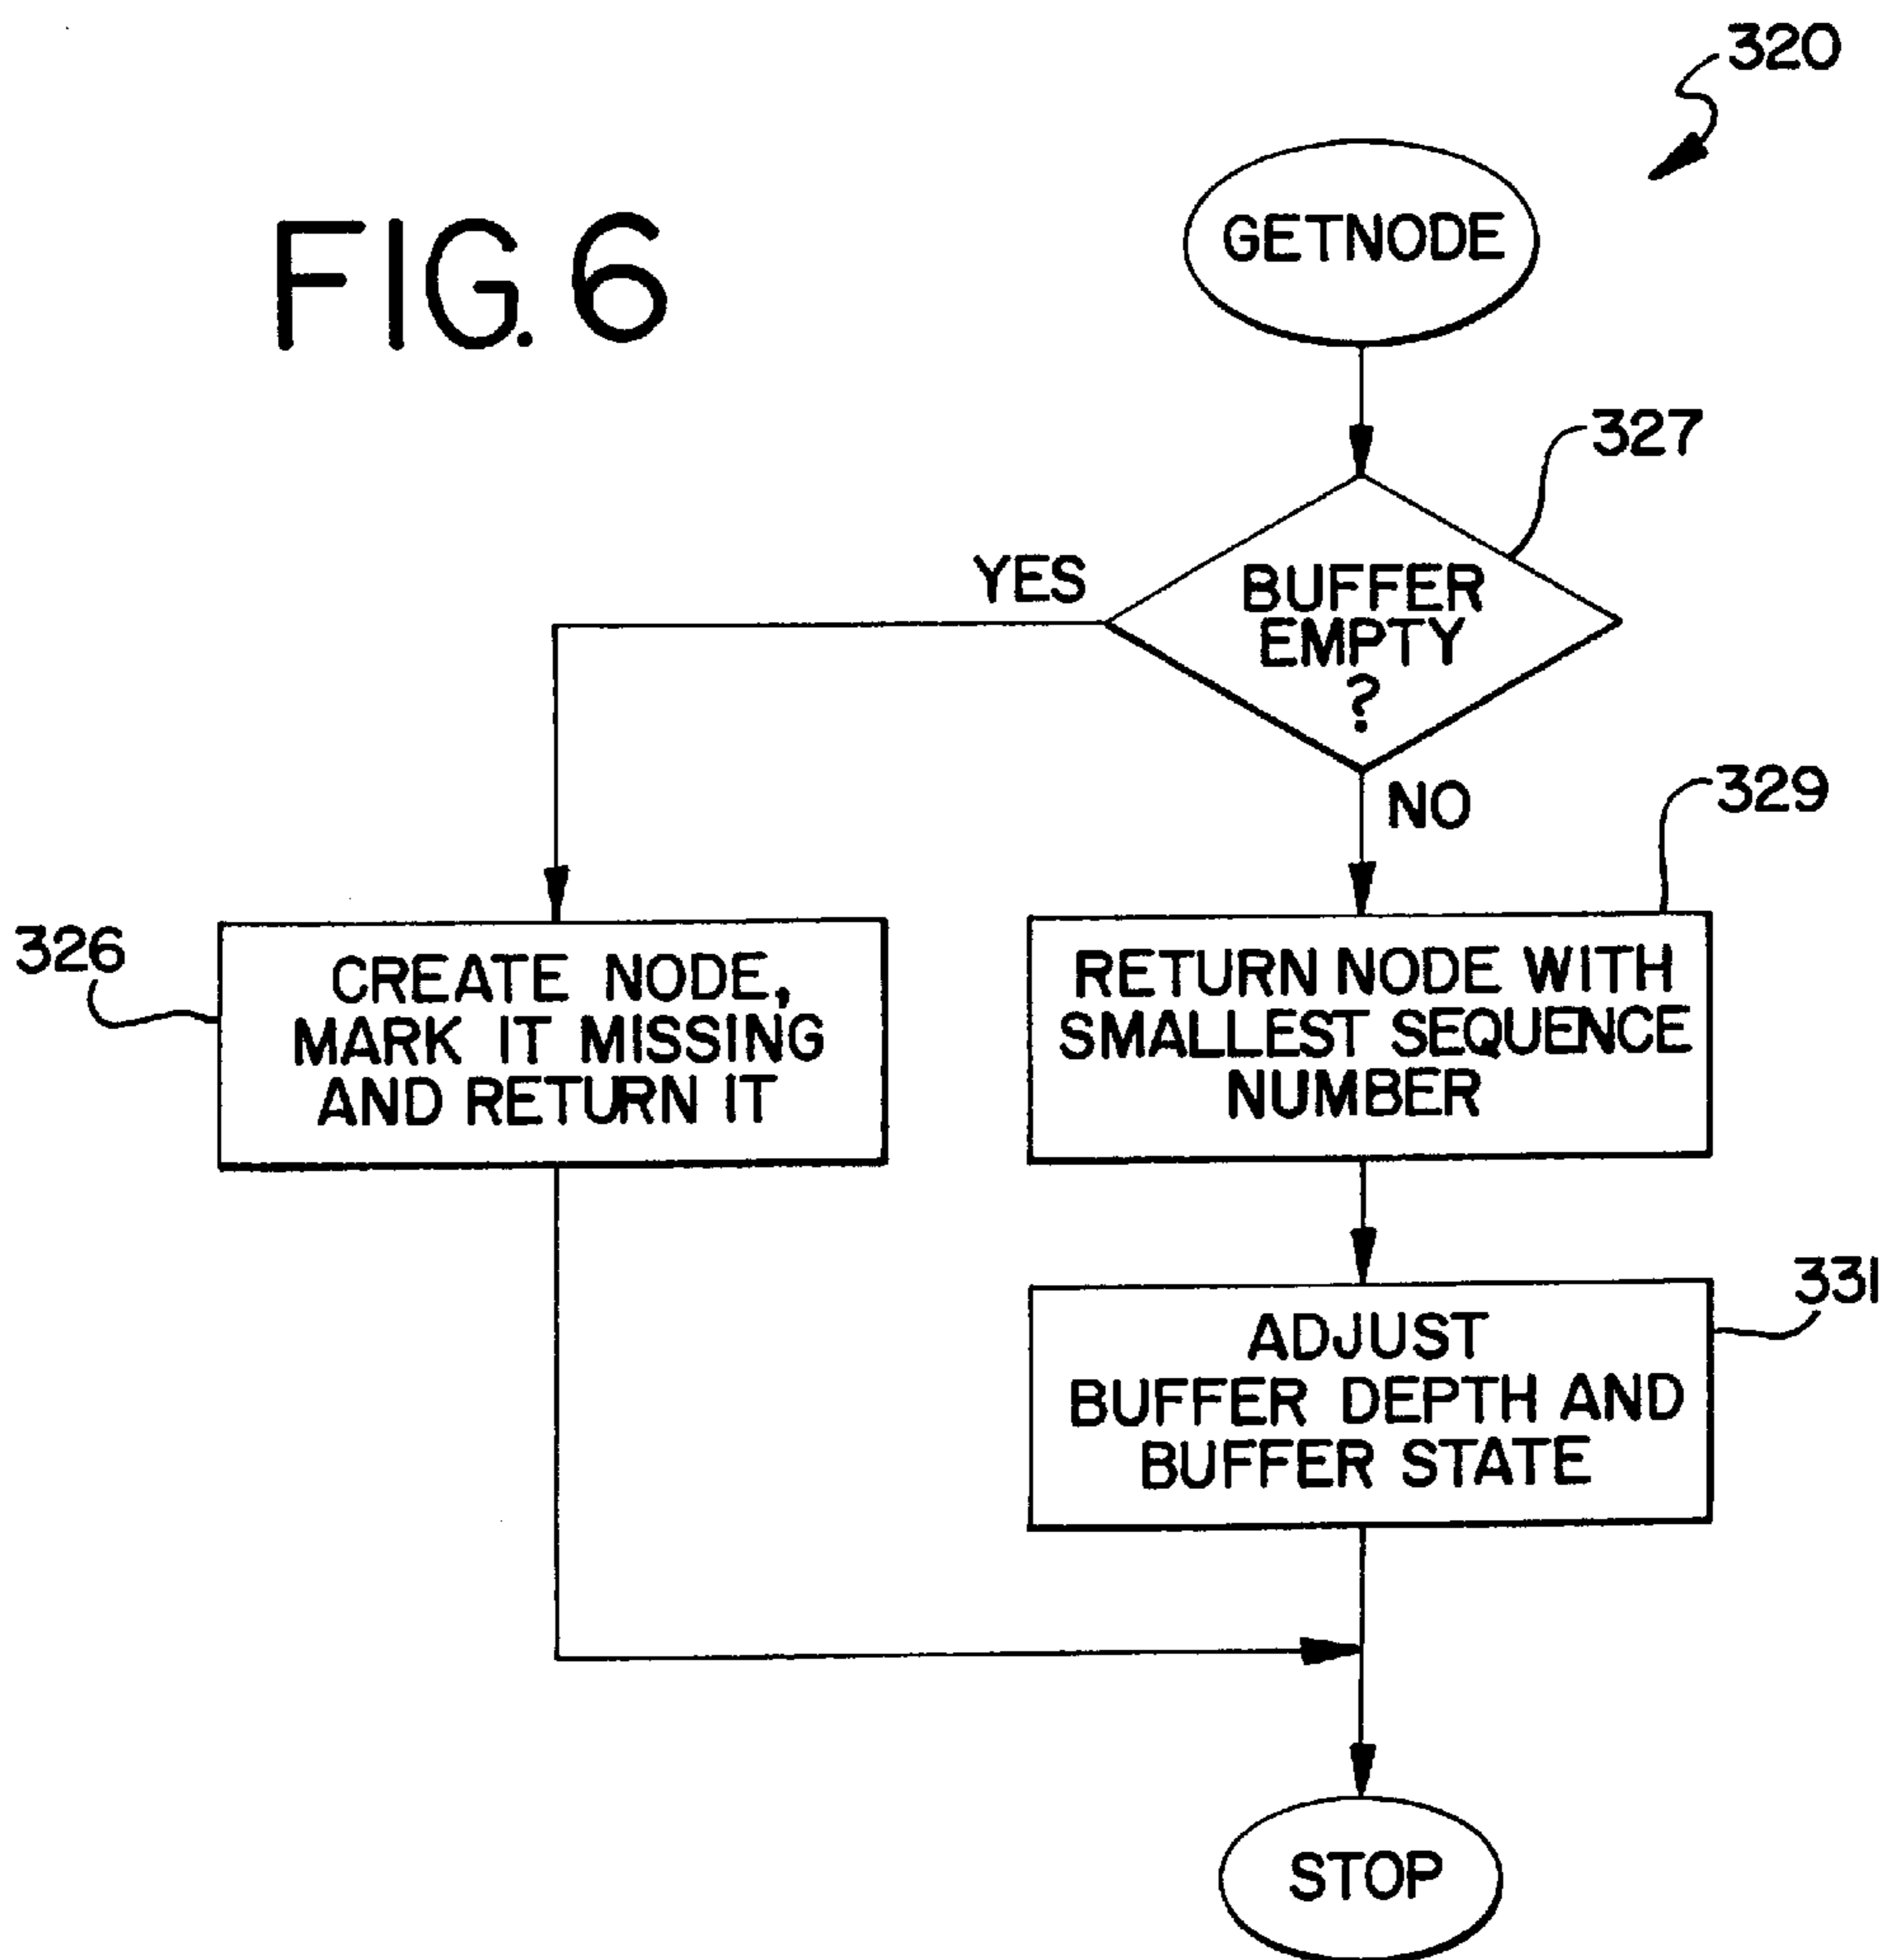 320
FIG. 6
GETNODE
327
YES
BUFFER
EMPTY
?
NO
329
326
CREATE NODE,
MARK IT MISSING
AND RETURN IT
RETURN NODE WITH
SMALLEST SEQUENCE
NUMBER
331
ADJUST
BUFFER DEPTH AND
BUFFER STATE
STOP